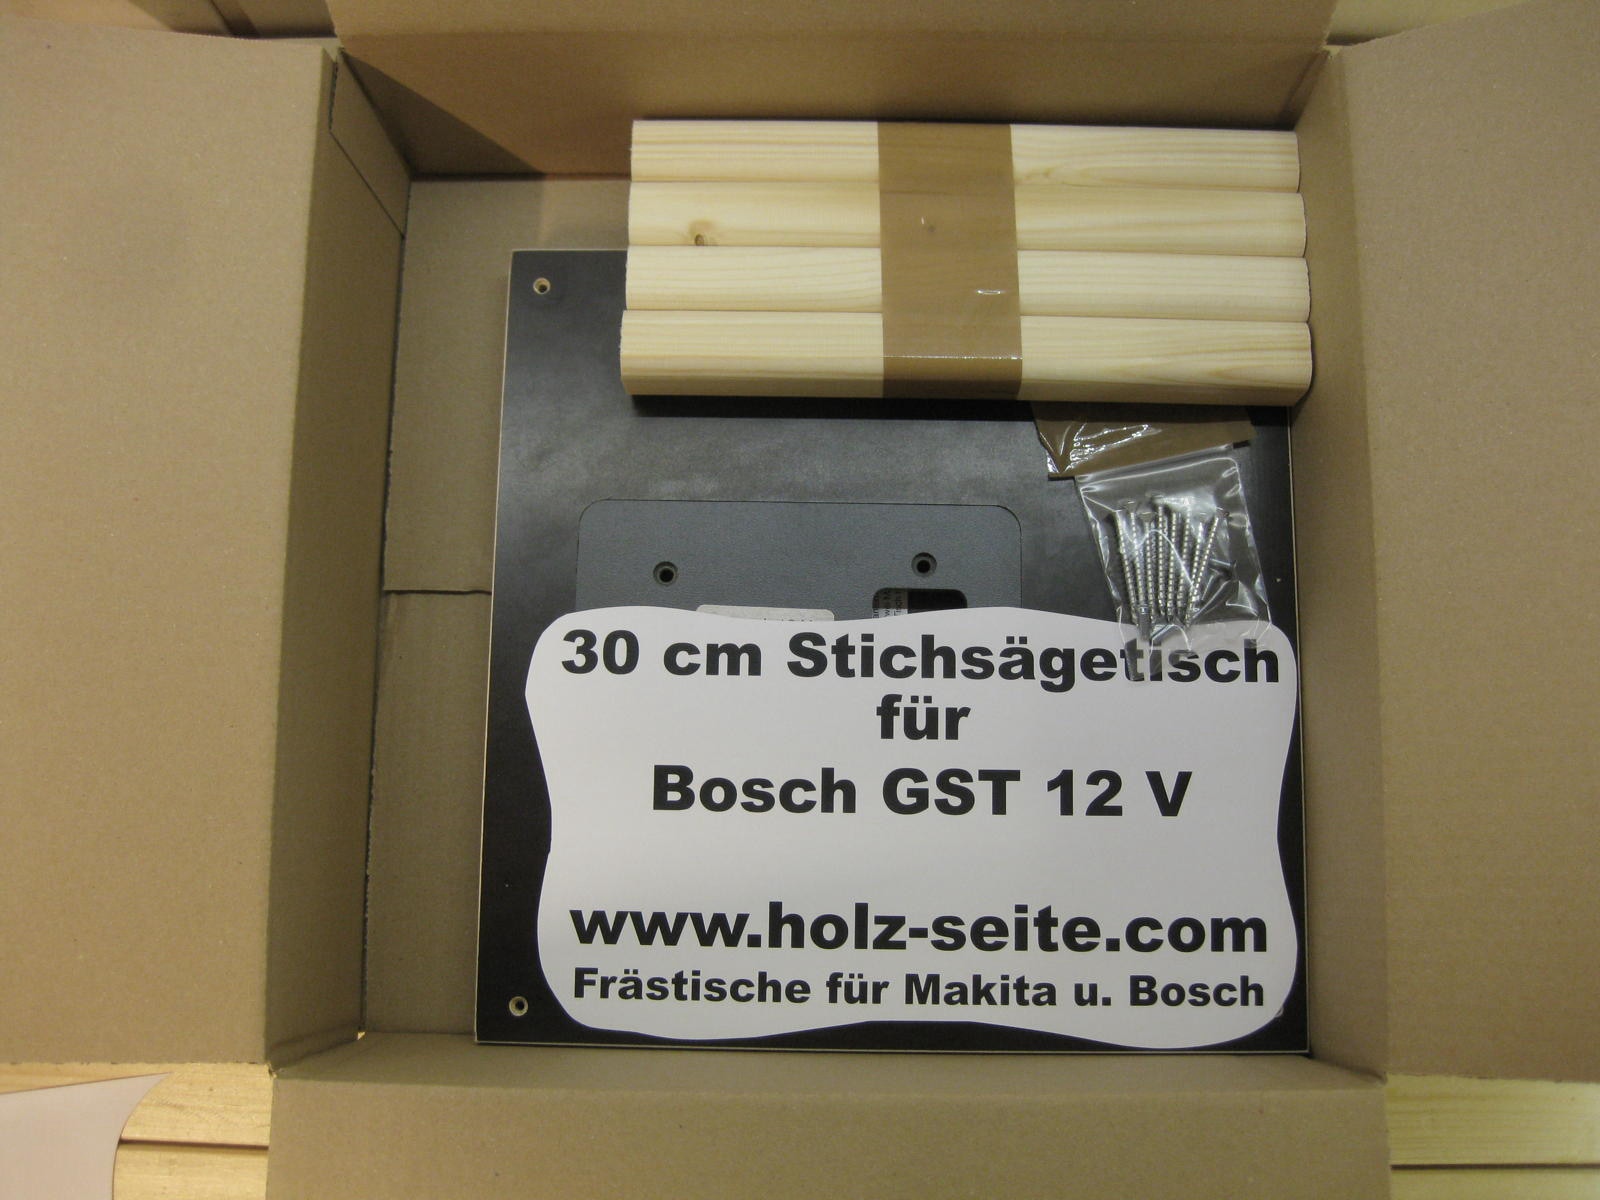 30 cm Stichsägetisch
für
Bosch GST 12 V
www.holz-seite.com
Frästische für Makita u. Bosch